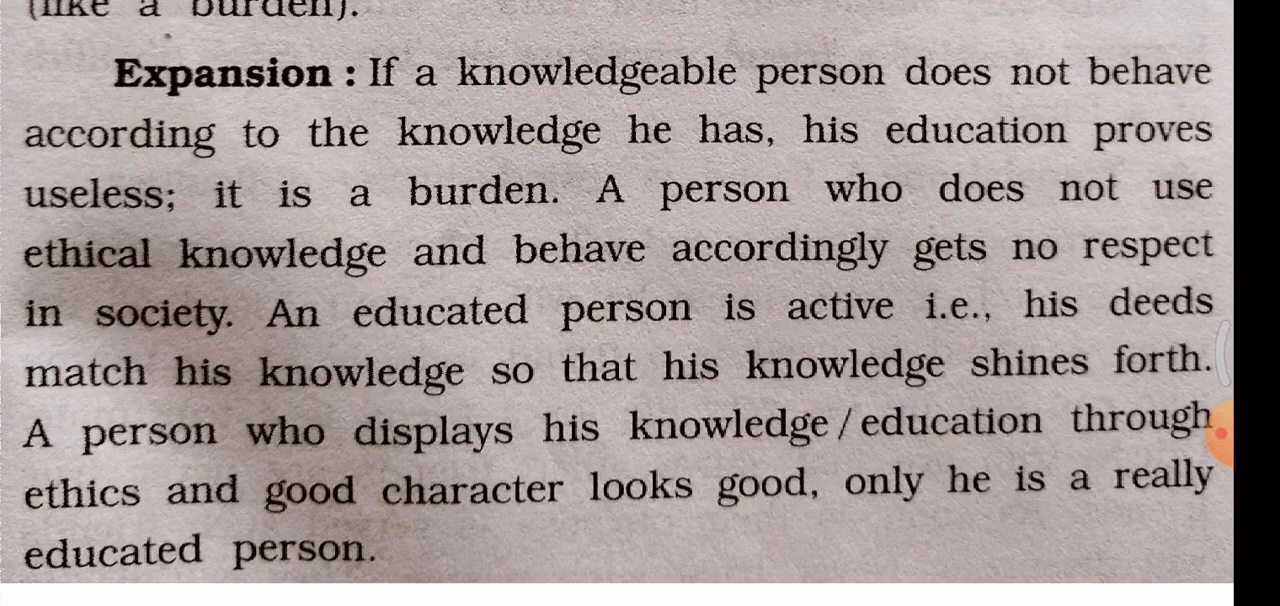 (like a burden).
Expansion : If a knowledgeable person does not behave
according to the knowledge he has, his education proves
useless; it is a burden. A person who does not use
ethical knowledge and behave accordingly gets no respect
in society. An educated person is active i.e., his deeds
match his knowledge so that his knowledge shines forth.
A person who displays his knowledge / education through
ethics and good character looks good, only he is a really
educated person.